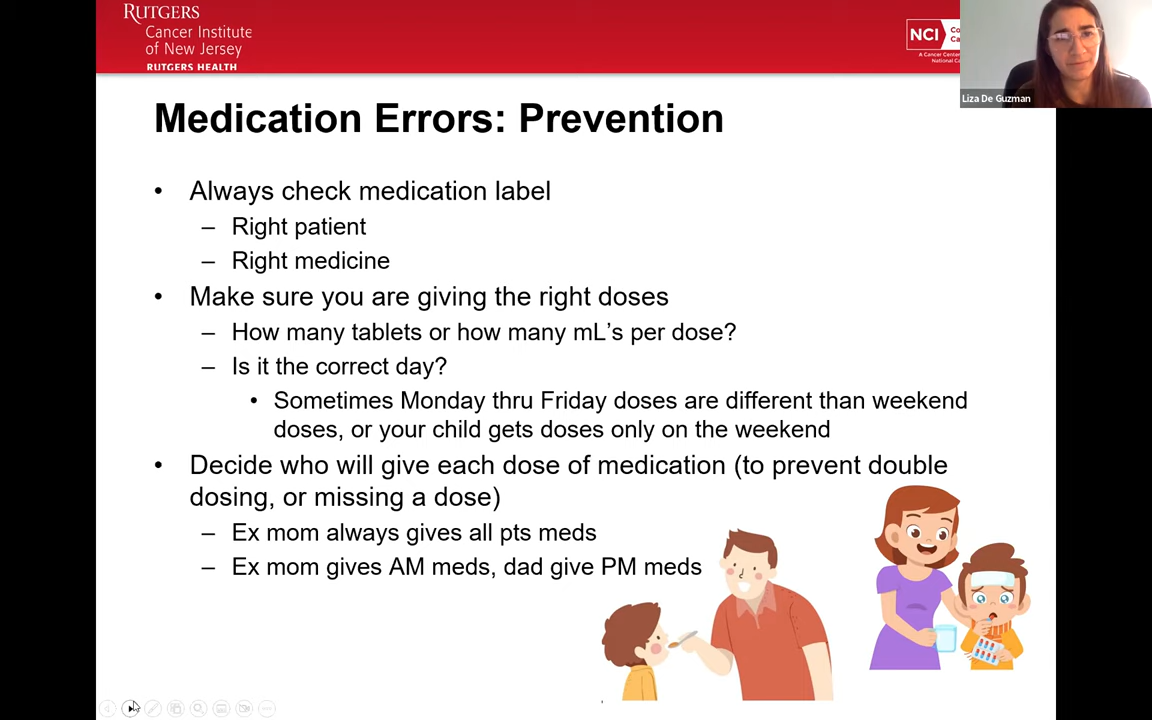 RUTGERS
Cancer Institute
of New Jersey
RUTGERS HEALTH
NCI
A Cancer Cente
National Ca
Liza De Guzman
Medication Errors: Prevention
• Always check medication label
– Right patient
– Right medicine
• Make sure you are giving the right doses
– How many tablets or how many mL’s per dose?
– Is it the correct day?
• Sometimes Monday thru Friday doses are different than weekend
doses, or your child gets doses only on the weekend
• Decide who will give each dose of medication (to prevent double
dosing, or missing a dose)
– Ex mom always gives all pts meds
– Ex mom gives AM meds, dad give PM meds